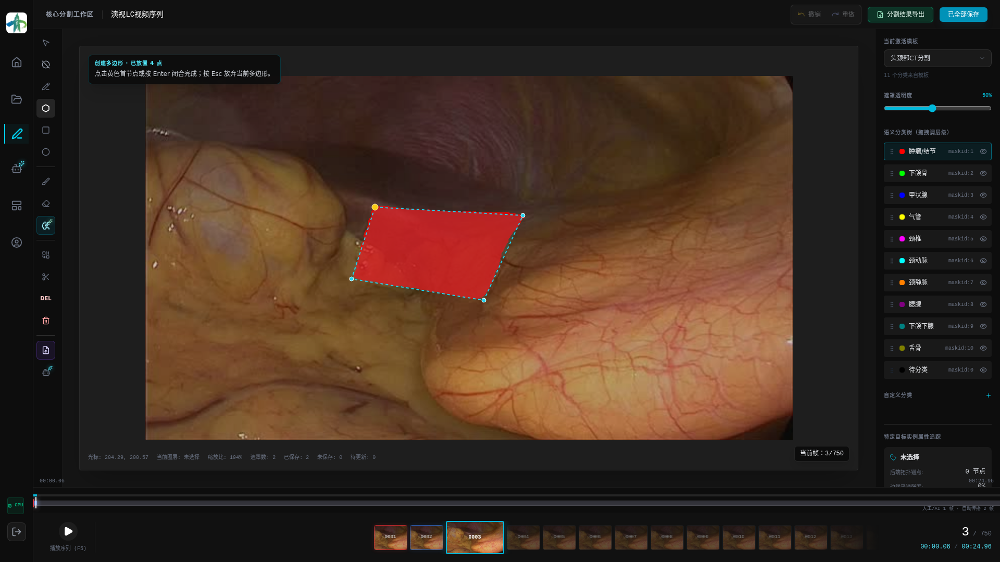 核心分割工作区
演视LC视频序列
撤销
重做
分割结果导出
已全部保存
创建多边形 · 已放置 4 点
点击黄色首节点或按 Enter 闭合完成；按 Esc 放弃当前多边形。
DEL
光标: 204.29, 200.57
当前图层: 未选择
缩放比: 194%
遮罩数: 2
已保存: 2
未保存: 0
待更新: 0
当前帧：3/750
当前激活模板
头颈部CT分割
11 个分类来自模板
遮罩透明度
50%
语义分类树（拖拽调层级）
肿瘤/结节
maskid:1
下颌骨
maskid:2
甲状腺
maskid:3
气管
maskid:4
颈椎
maskid:5
颈动脉
maskid:6
颈静脉
maskid:7
腮腺
maskid:8
下颌下腺
maskid:9
舌骨
maskid:10
待分类
maskid:0
自定义分类
特定目标实例属性追踪
未选择
后端拓扑锚点:
0 节点
边缘平滑强度:
0%
00:00.06
00:24.96
人工/AI 1 帧 · 自动传播 2 帧
GPU
播放序列 (F5)
0001
0002
0003
0004
0005
0006
0007
0008
0009
0010
0011
0012
0013
3 / 750
00:00.06 / 00:24.96